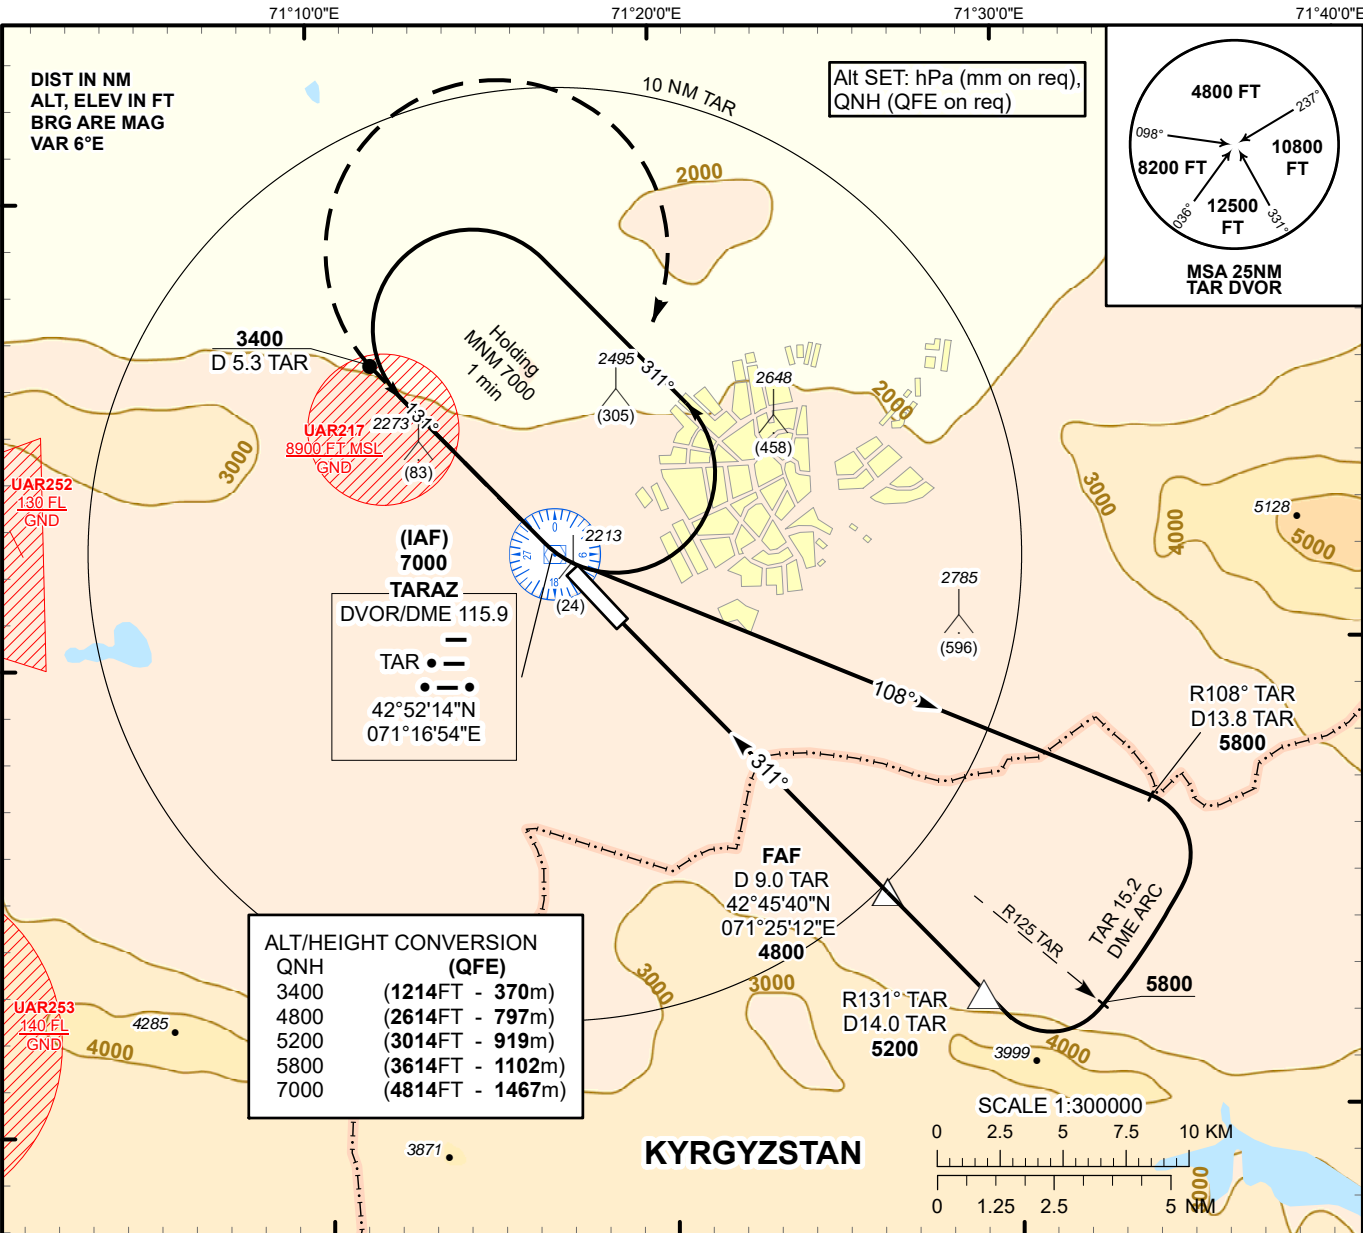 71°10'0"E
71°20'0"E
71°30'0"E
71°40'0"E
DIST IN NM
ALT, ELEV IN FT
BRG ARE MAG
VAR 6°E
10 NM TAR
Alt SET: hPa (mm on req),
QNH (QFE on req)
4800 FT
237°
098°
10800
FT
8200 FT
12500
FT
036°
331°
MSA 25NM
TAR DVOR
2000
3400
D 5.3 TAR
Holding
MNM 7000
1 min
2495
(305)
311°
2648
(458)
2000
131°
2273
(83)
UAR217
8900 FT MSL
GND
3000
UAR252
130 FL
GND
3000
4000
5128
5000
(IAF)
7000
TARAZ
DVOR/DME 115.9
TAR
42°52'14"N
071°16'54"E
0
9
18
27
2213
(24)
2785
(596)
108°
R108° TAR
D13.8 TAR
5800
311°
FAF
D 9.0 TAR
42°45'40"N
071°25'12"E
4800
R125 TAR
TAR 15.2
DME ARC
5800
3000
3000
R131° TAR
D14.0 TAR
5200
3999
4000
ALT/HEIGHT CONVERSION
QNH (QFE)
3400 (1214FT - 370m)
4800 (2614FT - 797m)
5200 (3014FT - 919m)
5800 (3614FT - 1102m)
7000 (4814FT - 1467m)
UAR253
140 FL
GND
4285
4000
3871
KYRGYZSTAN
SCALE 1:300000
0 2.5 5 7.5 10 KM
0 1.25 2.5 5 NM